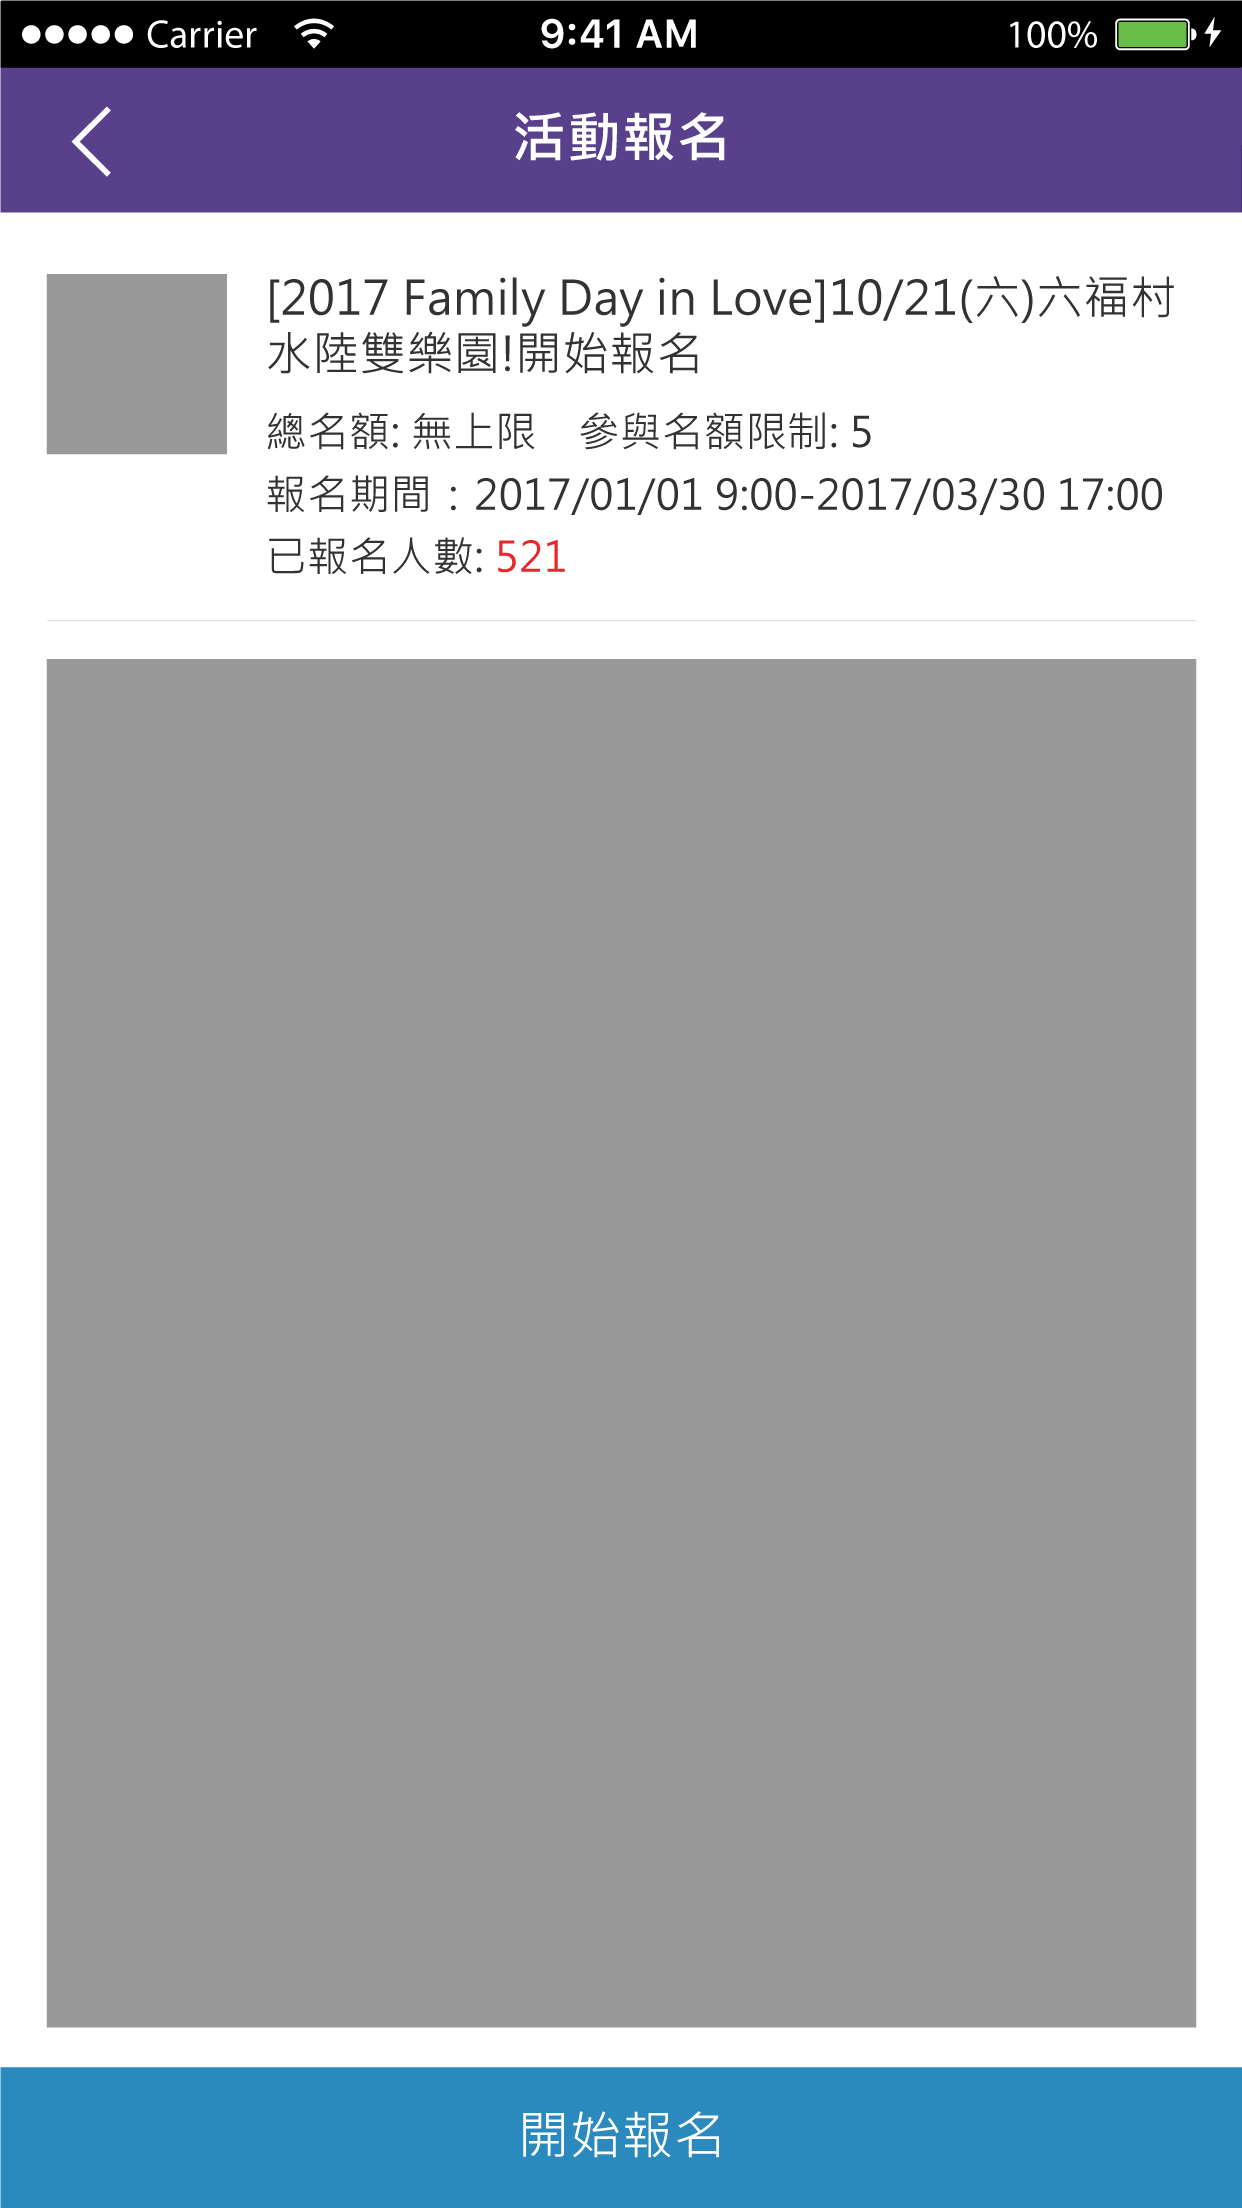 Carrier 9:41 AM 100%
活動報名
[2017 Family Day in Love]10/21(六)六福村
水陸雙樂園!開始報名
總名額: 無上限　參與名額限制: 5
報名期間：2017/01/01 9:00-2017/03/30 17:00
已報名人數: 521
開始報名